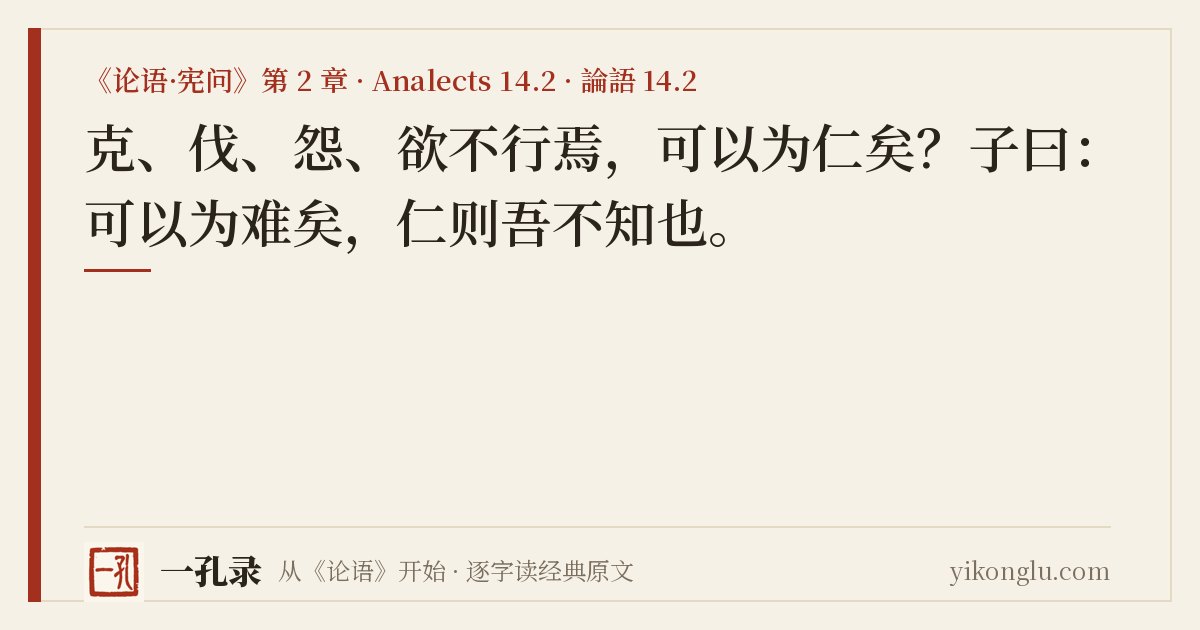 《论语·宪问》第 2 章 · Analects 14.2 · 論語 14.2
克、伐、怨、欲不行焉，可以为仁矣？子曰：
可以为难矣，仁则吾不知也。
一孔
一孔录 从《论语》开始 · 逐字读经典原文 yikonglu.com